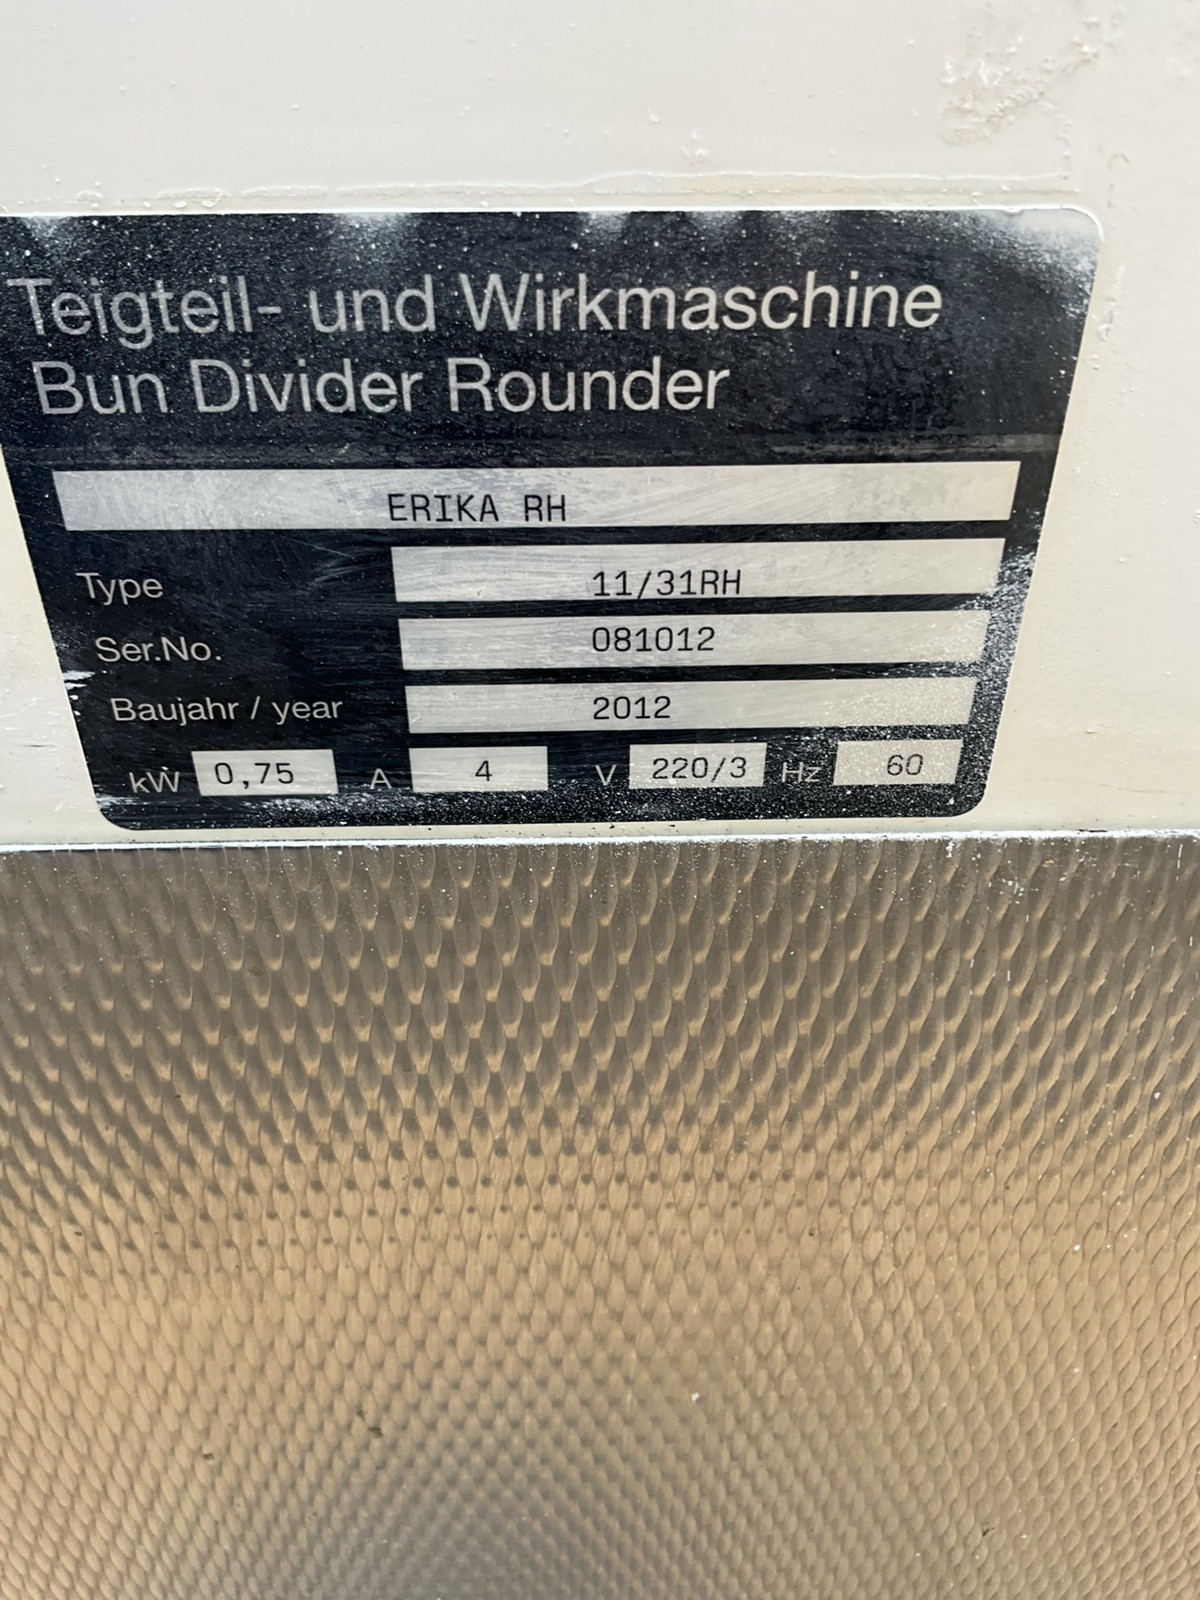 Teigteil- und Wirkmaschine
Bun Divider Rounder
ERIKA RH
Type 11/31RH
Ser.No. 081012
Baujahr / year 2012
kW 0,75 A 4 V 220/3 Hz 60